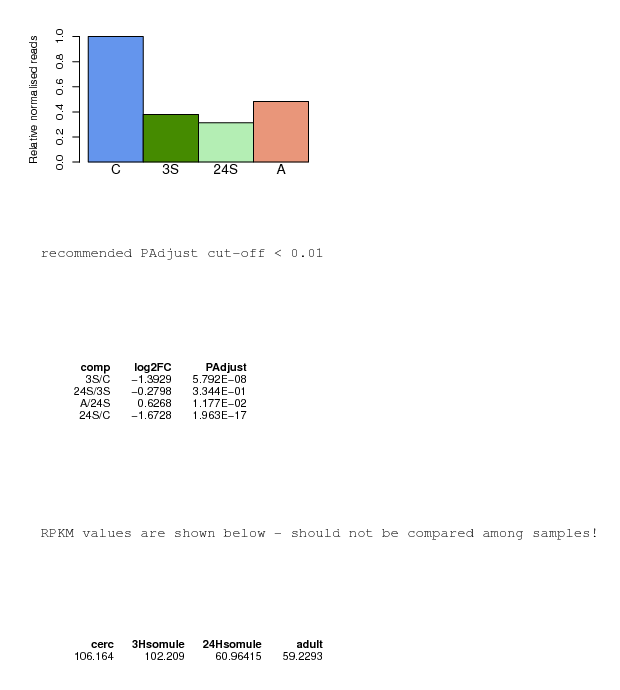 Relative normalised reads
1.0
0.8
0.6
0.4
0.2
0.0
C 3S 24S A
recommended PAdjust cut-off < 0.01
comp log2FC PAdjust
3S/C −1.3929 5.792E−08
24S/3S −0.2798 3.344E−01
A/24S 0.6268 1.177E−02
24S/C −1.6728 1.963E−17
RPKM values are shown below - should not be compared among samples!
cerc 3Hsomule 24Hsomule adult
106.164 102.209 60.96415 59.2293